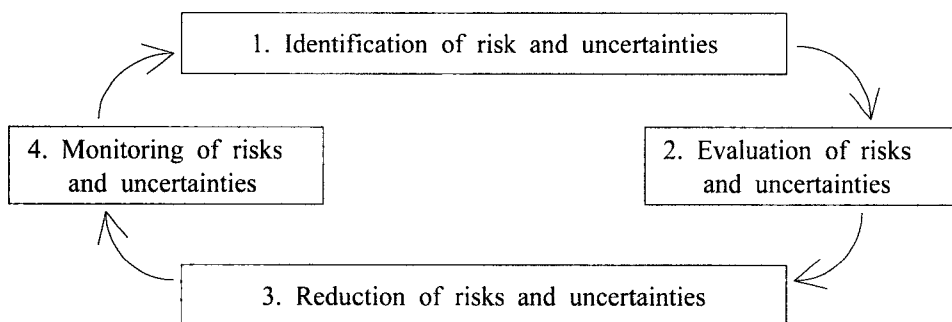 1. Identification of risk and uncertainties
2. Evaluation of risks
and uncertainties
3. Reduction of risks and uncertainties
4. Monitoring of risks
and uncertainties